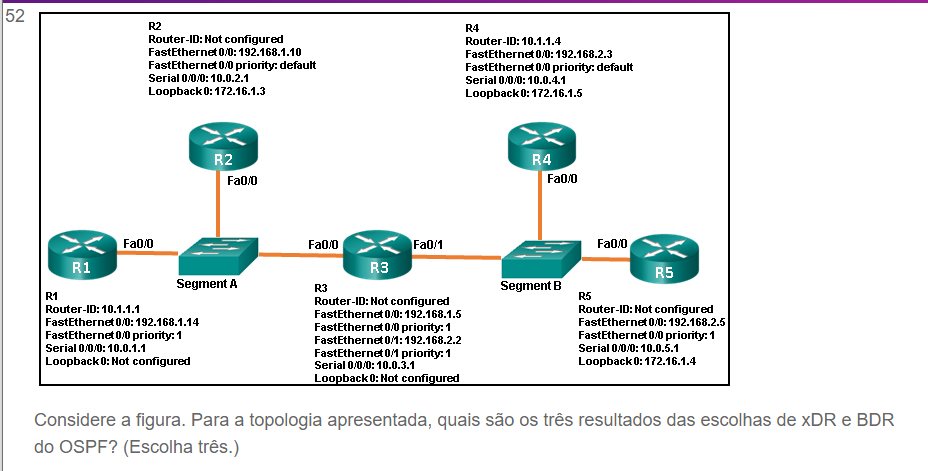 52
R2
Router-ID: Not configured
FastEthernet 0/0: 192.168.1.10
FastEthernet 0/0 priority: default
Serial 0/0/0: 10.0.2.1
Loopback 0: 172.16.1.3
R4
Router-ID: 10.1.1.4
FastEthernet 0/0: 192.168.2.3
FastEthernet 0/0 priority: default
Serial 0/0/0: 10.0.4.1
Loopback 0: 172.16.1.5
R2
Fa0/0
R4
Fa0/0
R1
Fa0/0
Segment A
Fa0/0
R3
Fa0/1
Segment B
Fa0/0
R5
R1
Router-ID: 10.1.1.1
FastEthernet 0/0: 192.168.1.14
FastEthernet 0/0 priority: 1
Serial 0/0/0: 10.0.1.1
Loopback 0: Not configured
R3
Router-ID: Not configured
FastEthernet 0/0: 192.168.1.5
FastEthernet 0/0 priority: 1
FastEthernet 0/1: 192.168.2.2
FastEthernet 0/1 priority: 1
Serial 0/0/0: 10.0.3.1
Loopback 0: Not configured
R5
Router-ID: Not configured
FastEthernet 0/0: 192.168.2.5
FastEthernet 0/0 priority: 1
Serial 0/0/0: 10.0.5.1
Loopback 0: 172.16.1.4
Considere a figura. Para a topologia apresentada, quais são os três resultados das escolhas de xDR e BDR
do OSPF? (Escolha três.)